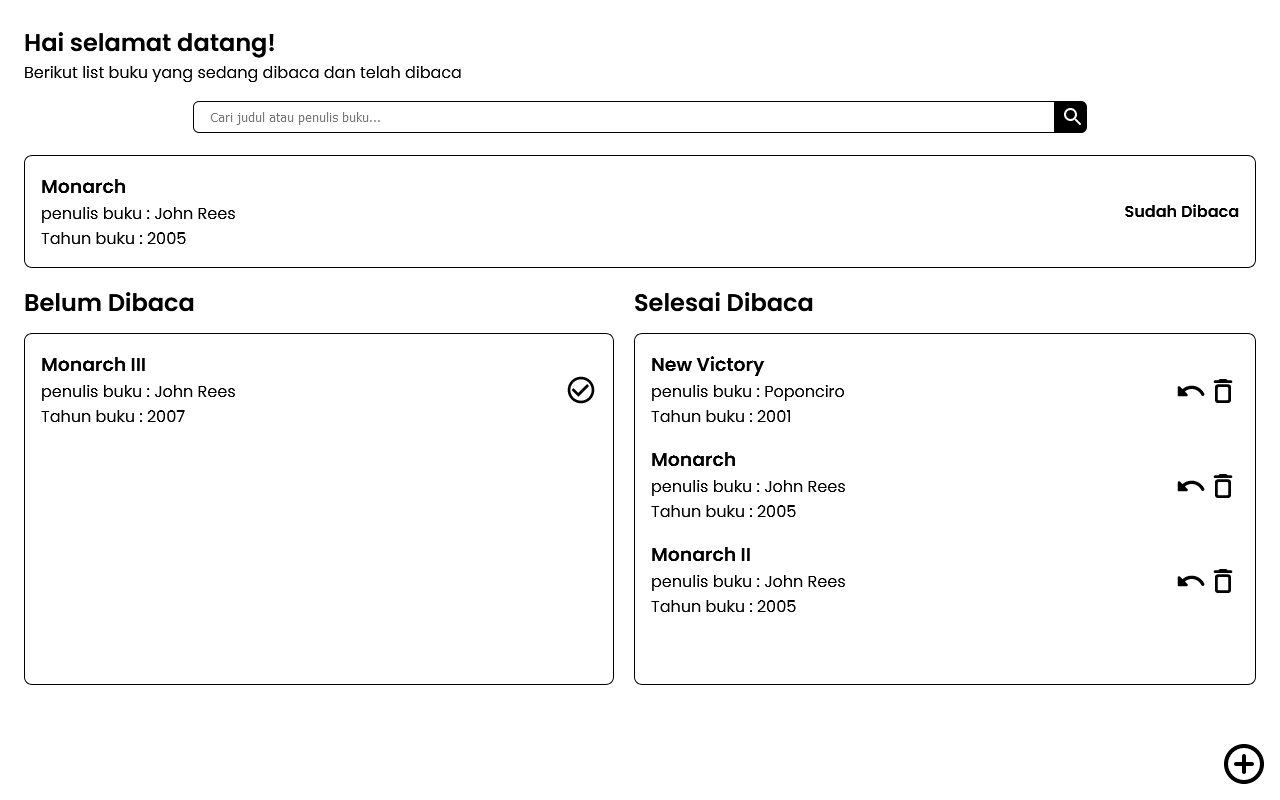 Hai selamat datang!
Berikut list buku yang sedang dibaca dan telah dibaca
Cari judul atau penulis buku...
Monarch
penulis buku : John Rees
Tahun buku : 2005
Sudah Dibaca
Belum Dibaca
Monarch III
penulis buku : John Rees
Tahun buku : 2007
Selesai Dibaca
New Victory
penulis buku : Poponciro
Tahun buku : 2001
Monarch
penulis buku : John Rees
Tahun buku : 2005
Monarch II
penulis buku : John Rees
Tahun buku : 2005